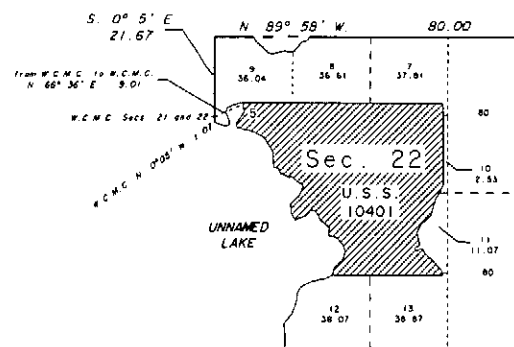 S. 0° 5' E
21.67
N 89° 58' W.
80.00
9
36.04
8
36.61
7
37.81
from W.C.M.C. to W.C.M.C.
N 66° 36' E 9.01
W.C.M.C. Secs. 21 and 22
W.C.M.C. N 0°05' W 1.01
5
80
Sec. 22
U.S.S.
10401
10
2.53
UNNAMED
LAKE
11
11.07
80
12
38.07
13
38.87